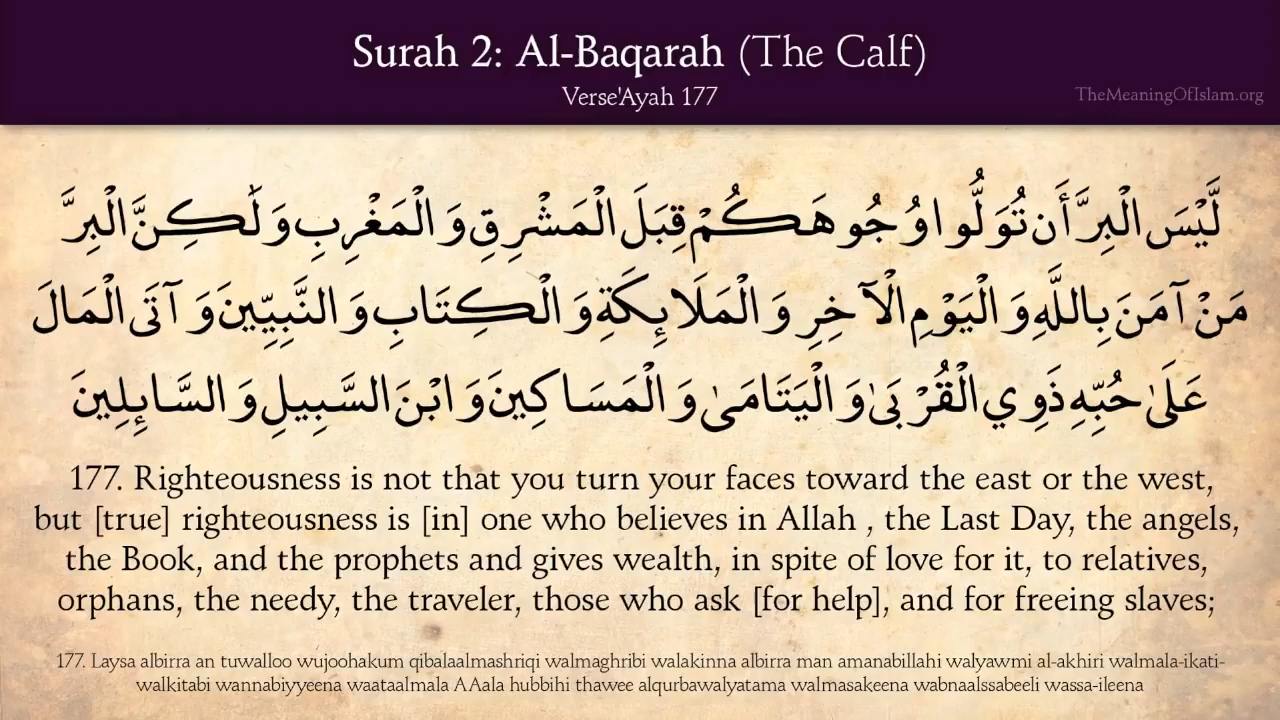 Surah 2: Al-Baqarah (The Calf)
Verse'Ayah 177
TheMeaningOfIslam.org
لَّيْسَ الْبِرَّ أَن تُوَلُّوا وُجُوهَكُمْ قِبَلَ الْمَشْرِقِ وَالْمَغْرِبِ وَلَٰكِنَّ الْبِرَّ
مَنْ آمَنَ بِاللَّهِ وَالْيَوْمِ الْآخِرِ وَالْمَلَائِكَةِ وَالْكِتَابِ وَالنَّبِيِّينَ وَآتَى الْمَالَ
عَلَىٰ حُبِّهِ ذَوِي الْقُرْبَىٰ وَالْيَتَامَىٰ وَالْمَسَاكِينَ وَابْنَ السَّبِيلِ وَالسَّائِلِينَ
177. Righteousness is not that you turn your faces toward the east or the west,
but [true] righteousness is [in] one who believes in Allah , the Last Day, the angels,
the Book, and the prophets and gives wealth, in spite of love for it, to relatives,
orphans, the needy, the traveler, those who ask [for help], and for freeing slaves;
177. Laysa albirra an tuwalloo wujoohakum qibalaalmashriqi walmaghribi walakinna albirra man amanabillahi walyawmi al-akhiri walmala-ikati-
walkitabi wannabiyyeena waataalmala AAala hubbihi thawee alqurbawalyatama walmasakeena wabnaalssabeeli wassa-ileena